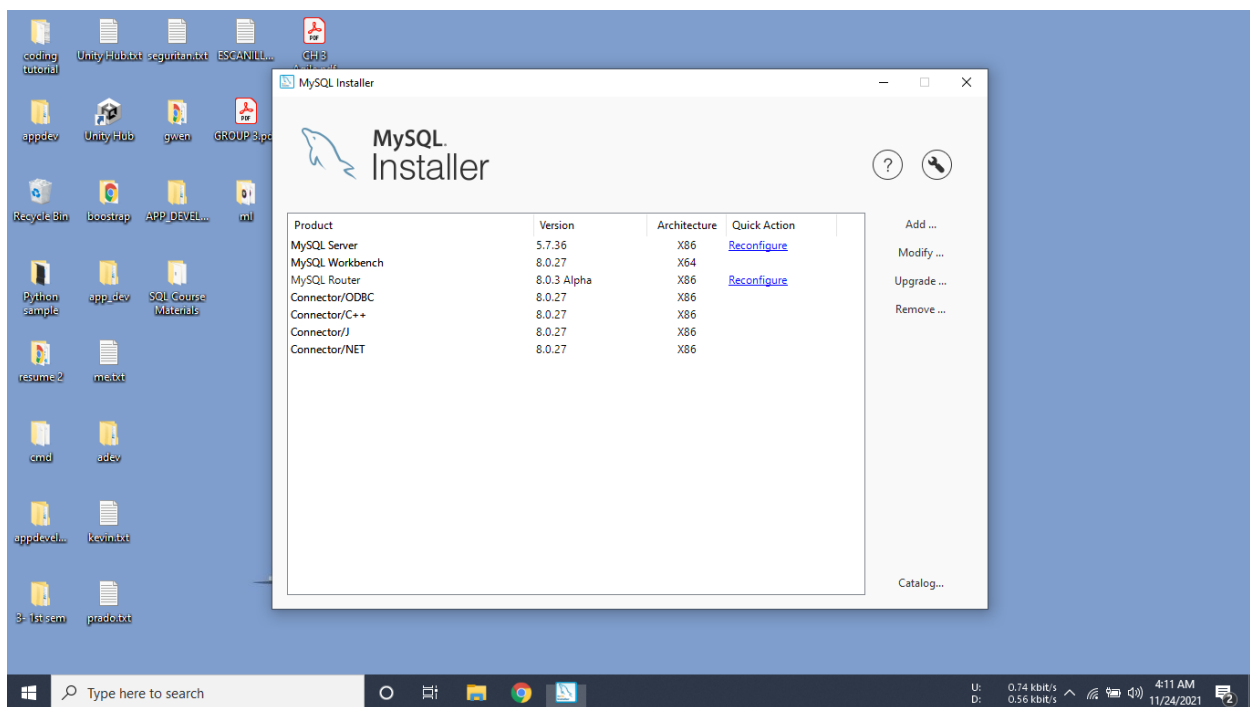 coding tutorial
Unity Hub.txt
seguritan.txt
ESCANILL...
CH 3
MySQL Installer
appdev
Unity Hub
gwen
GROUP 3.pd
MySQL.
Installer
?
Recycle Bin
boostrap
APP_DEVEL...
ml
Product Version Architecture Quick Action
Add ...
MySQL Server 5.7.36 X86 Reconfigure
Modify ...
MySQL Workbench 8.0.27 X64
MySQL Router 8.0.3 Alpha X86 Reconfigure
Upgrade ...
Connector/ODBC 8.0.27 X86
Remove ...
Connector/C++ 8.0.27 X86
Connector/J 8.0.27 X86
Connector/NET 8.0.27 X86
Python sample
app_dev
SQL Course Materials
resume 2
me.txt
cmd
adev
appdevel...
kevin.txt
Catalog...
3- 1st sem
prado.txt
Type here to search
U: 0.74 kbit/s
D: 0.56 kbit/s
4:11 AM
11/24/2021
2